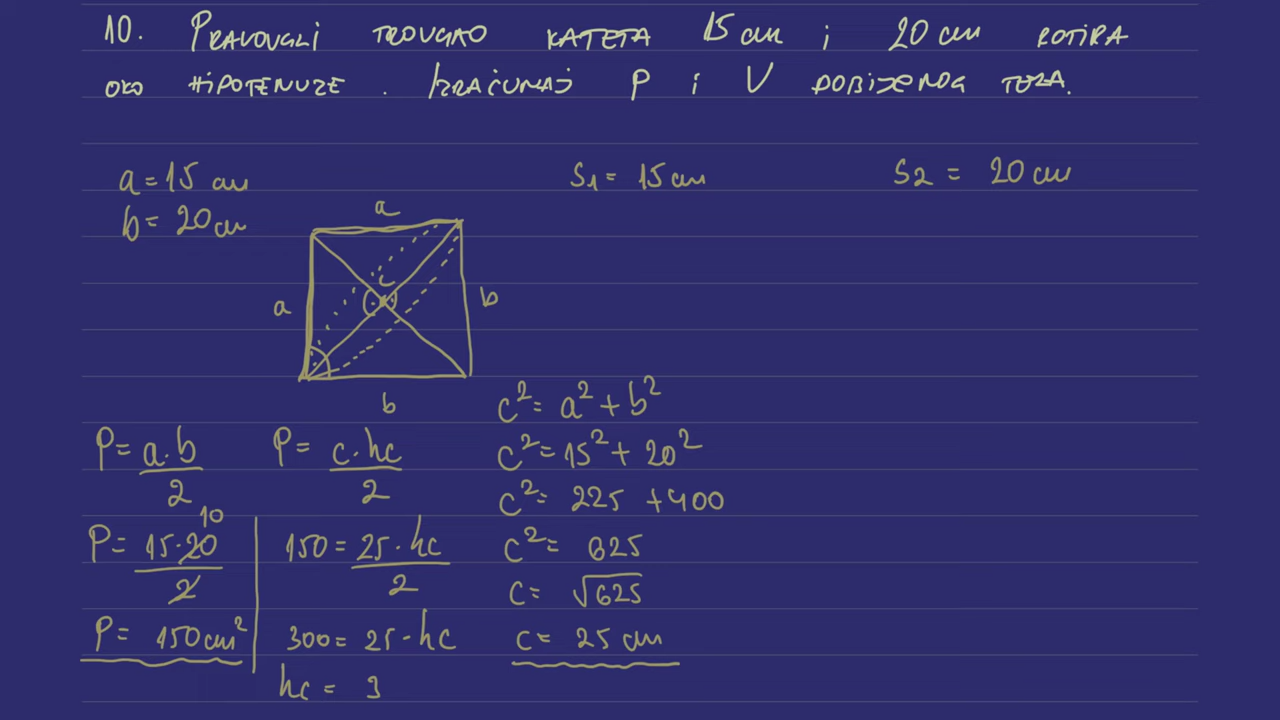 10. PRAVOUGLI TROUGAO KATETA 15 cm i 20 cm ROTIRA
OKO HIPOTENUZE. IZRAČUNAJ P i V DOBIJENOG TELA.
a = 15 cm
b = 20 cm
S1 = 15 cm
S2 = 20 cm
a
a
c
b
b
P = a·b/2
P = 15·20/2
10
P = 150 cm²
P = c·hc/2
150 = 25·hc/2
300 = 25·hc
hc = 3
c² = a² + b²
c² = 15² + 20²
c² = 225 + 400
c² = 625
c = √625
c = 25 cm